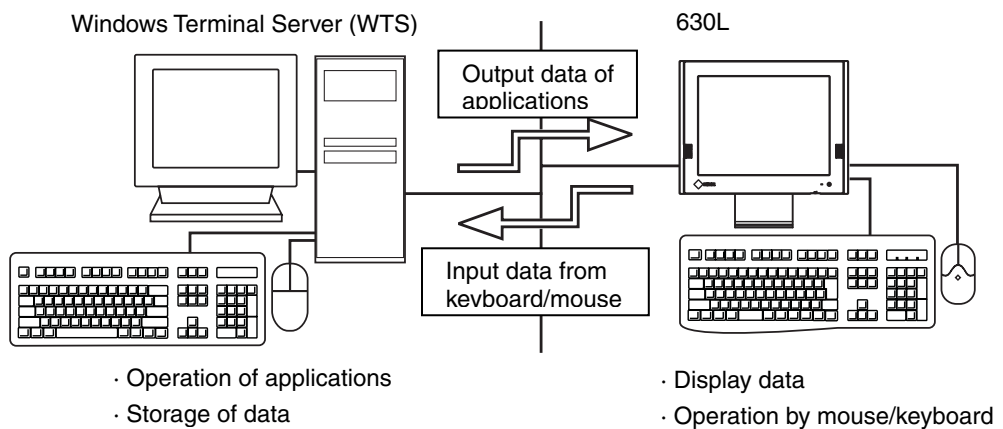 Windows Terminal Server (WTS)
630L
Output data of
applications
Input data from
keyboard/mouse
· Operation of applications
· Storage of data
· Display data
· Operation by mouse/keyboard